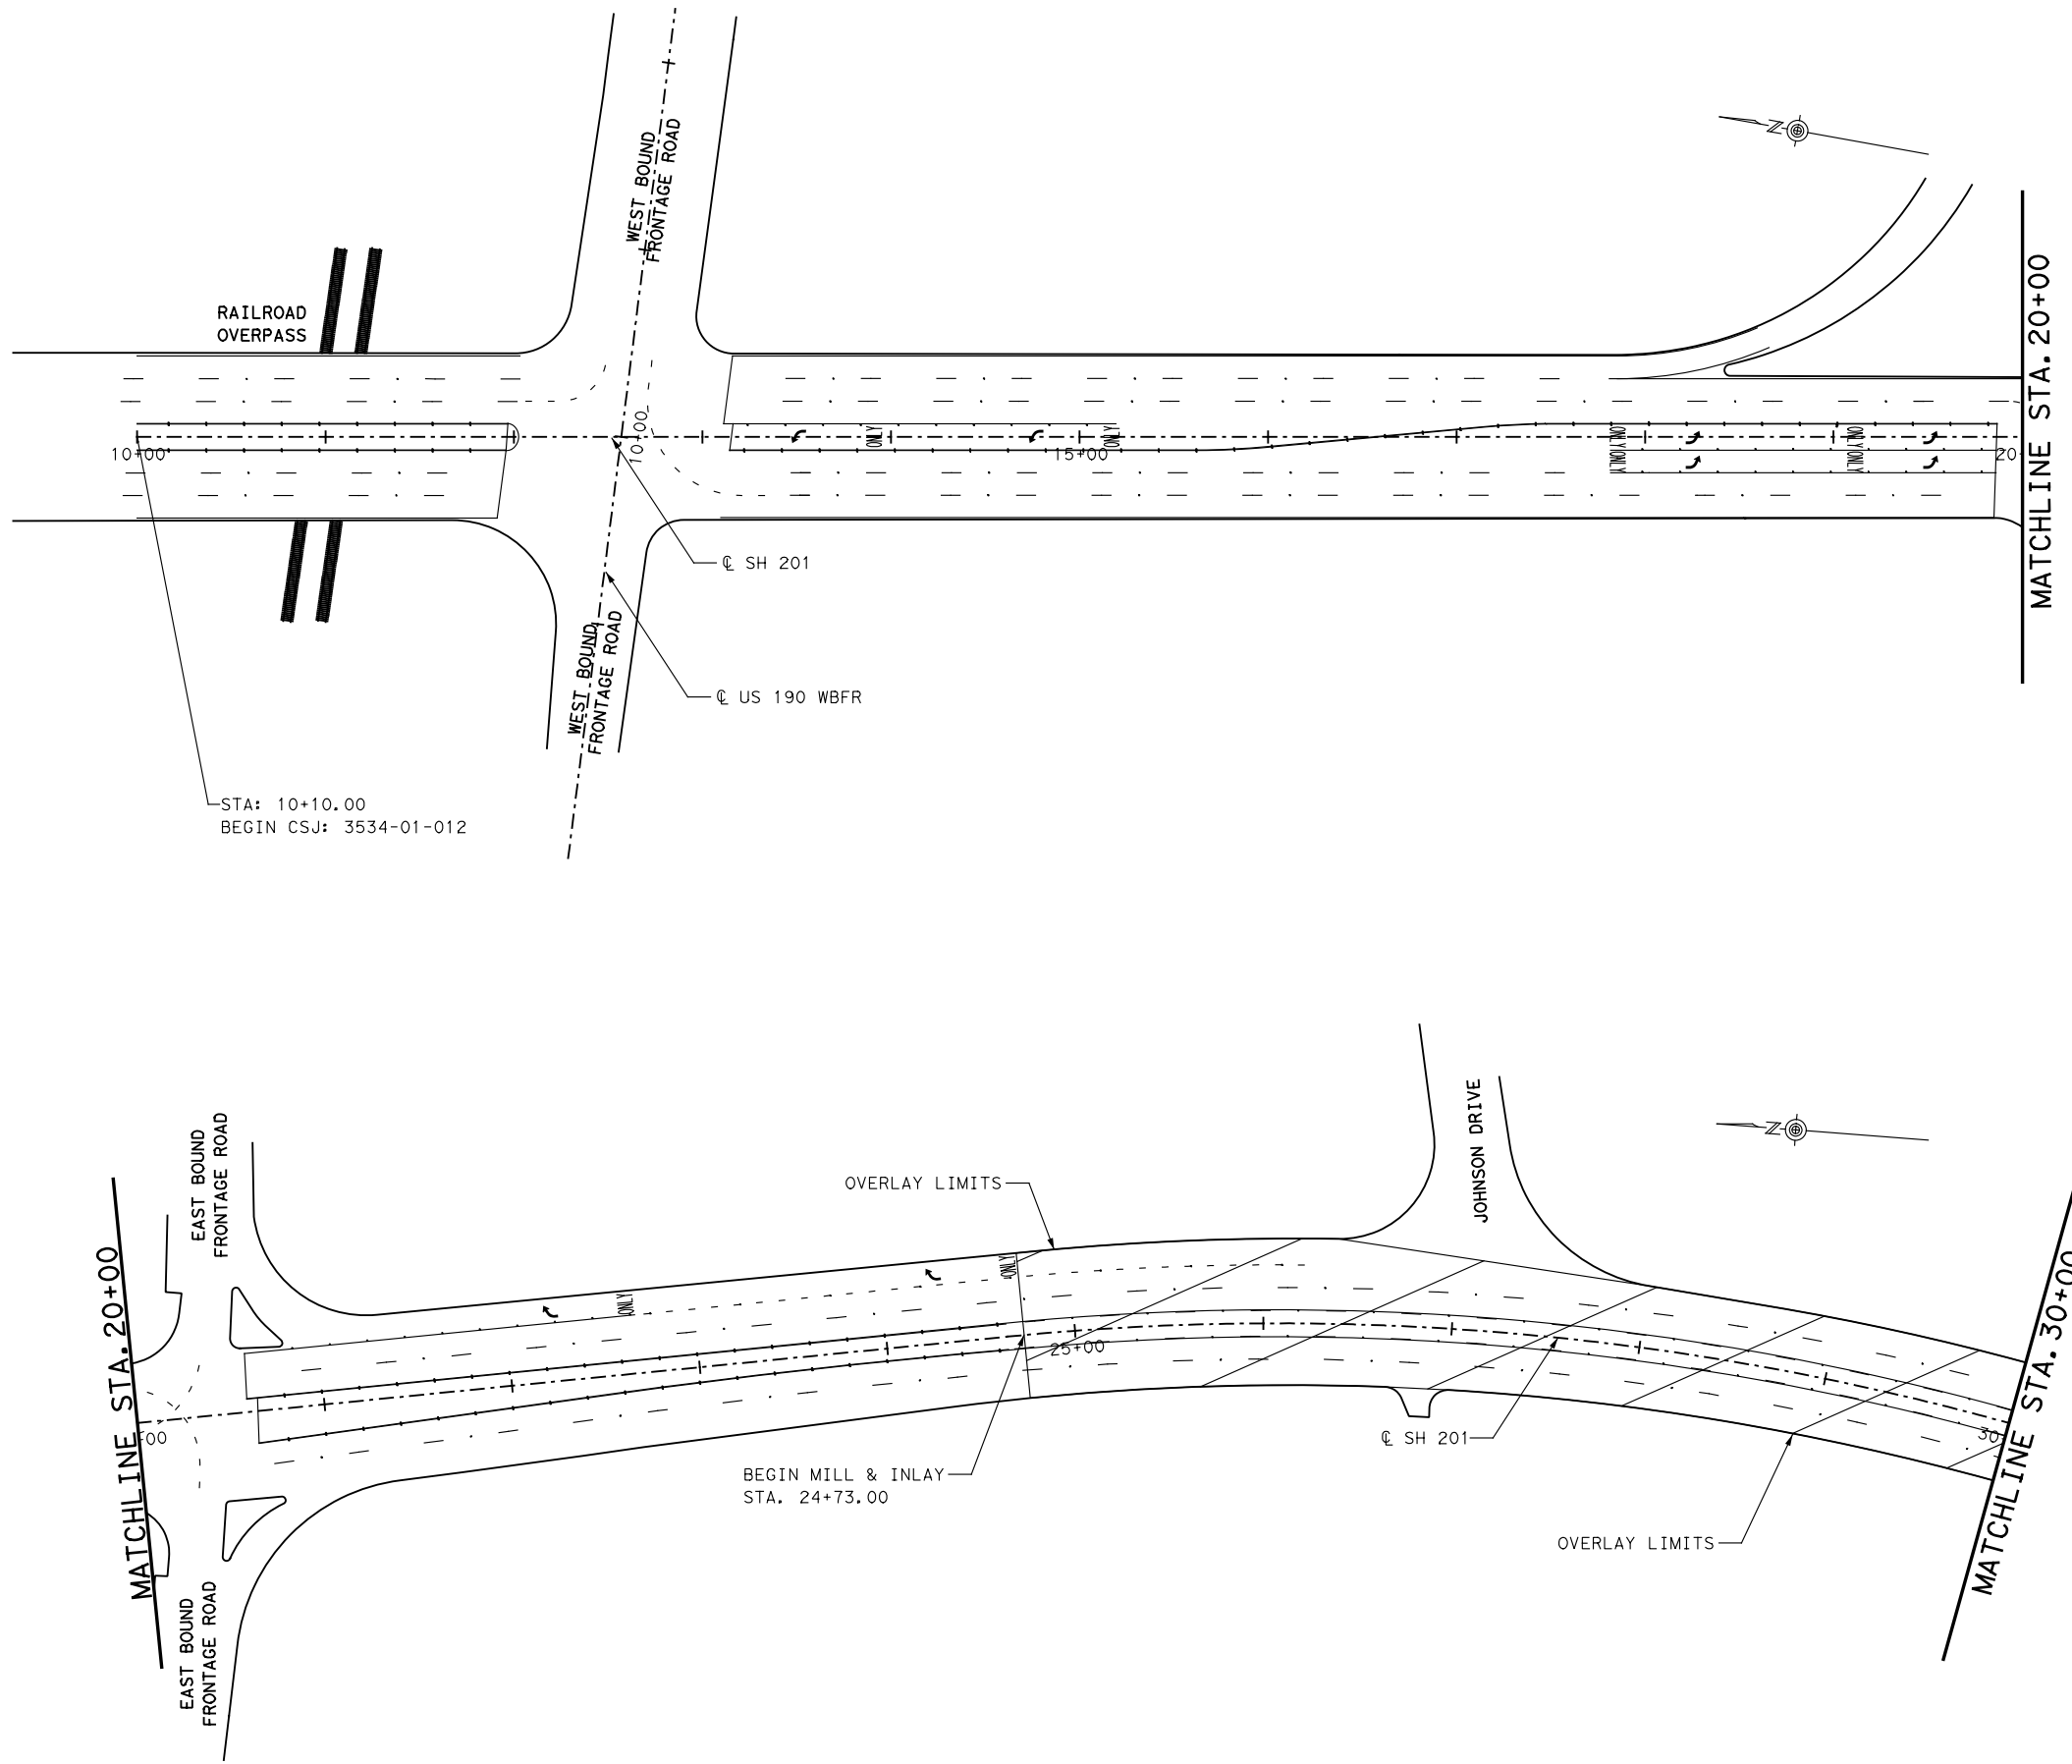 N
WEST BOUND
FRONTAGE ROAD
RAILROAD
OVERPASS
MATCHLINE STA.20+00
10+00
10+00
ONLY
ONLY
15+00
ONLY
ONLY
ONLY
ONLY
20
℄ SH 201
WEST BOUND
FRONTAGE ROAD
℄ US 190 WBFR
STA: 10+10.00
BEGIN CSJ: 3534-01-012
EAST BOUND
FRONTAGE ROAD
JOHNSON DRIVE
N
OVERLAY LIMITS
MATCHLINE STA.20+00
ONLY
ONLY
25+00
00
℄ SH 201
30
MATCHLINE STA.30+00
BEGIN MILL & INLAY
STA. 24+73.00
OVERLAY LIMITS
EAST BOUND
FRONTAGE ROAD